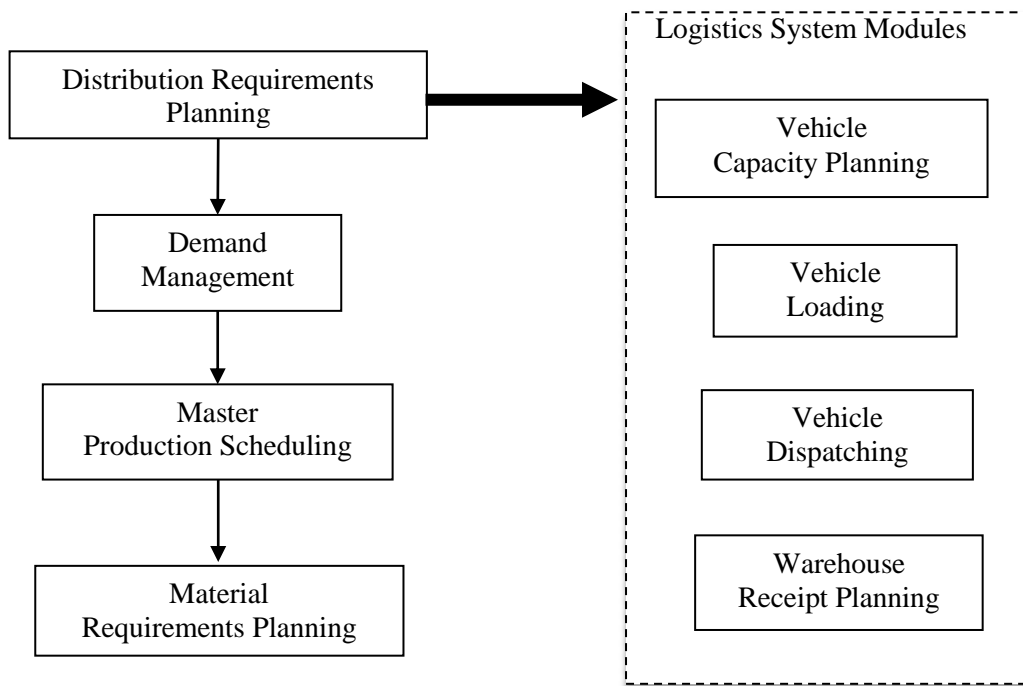 Logistics System Modules
Distribution Requirements
Planning
Vehicle
Capacity Planning
Demand
Management
Vehicle
Loading
Master
Production Scheduling
Vehicle
Dispatching
Material
Requirements Planning
Warehouse
Receipt Planning